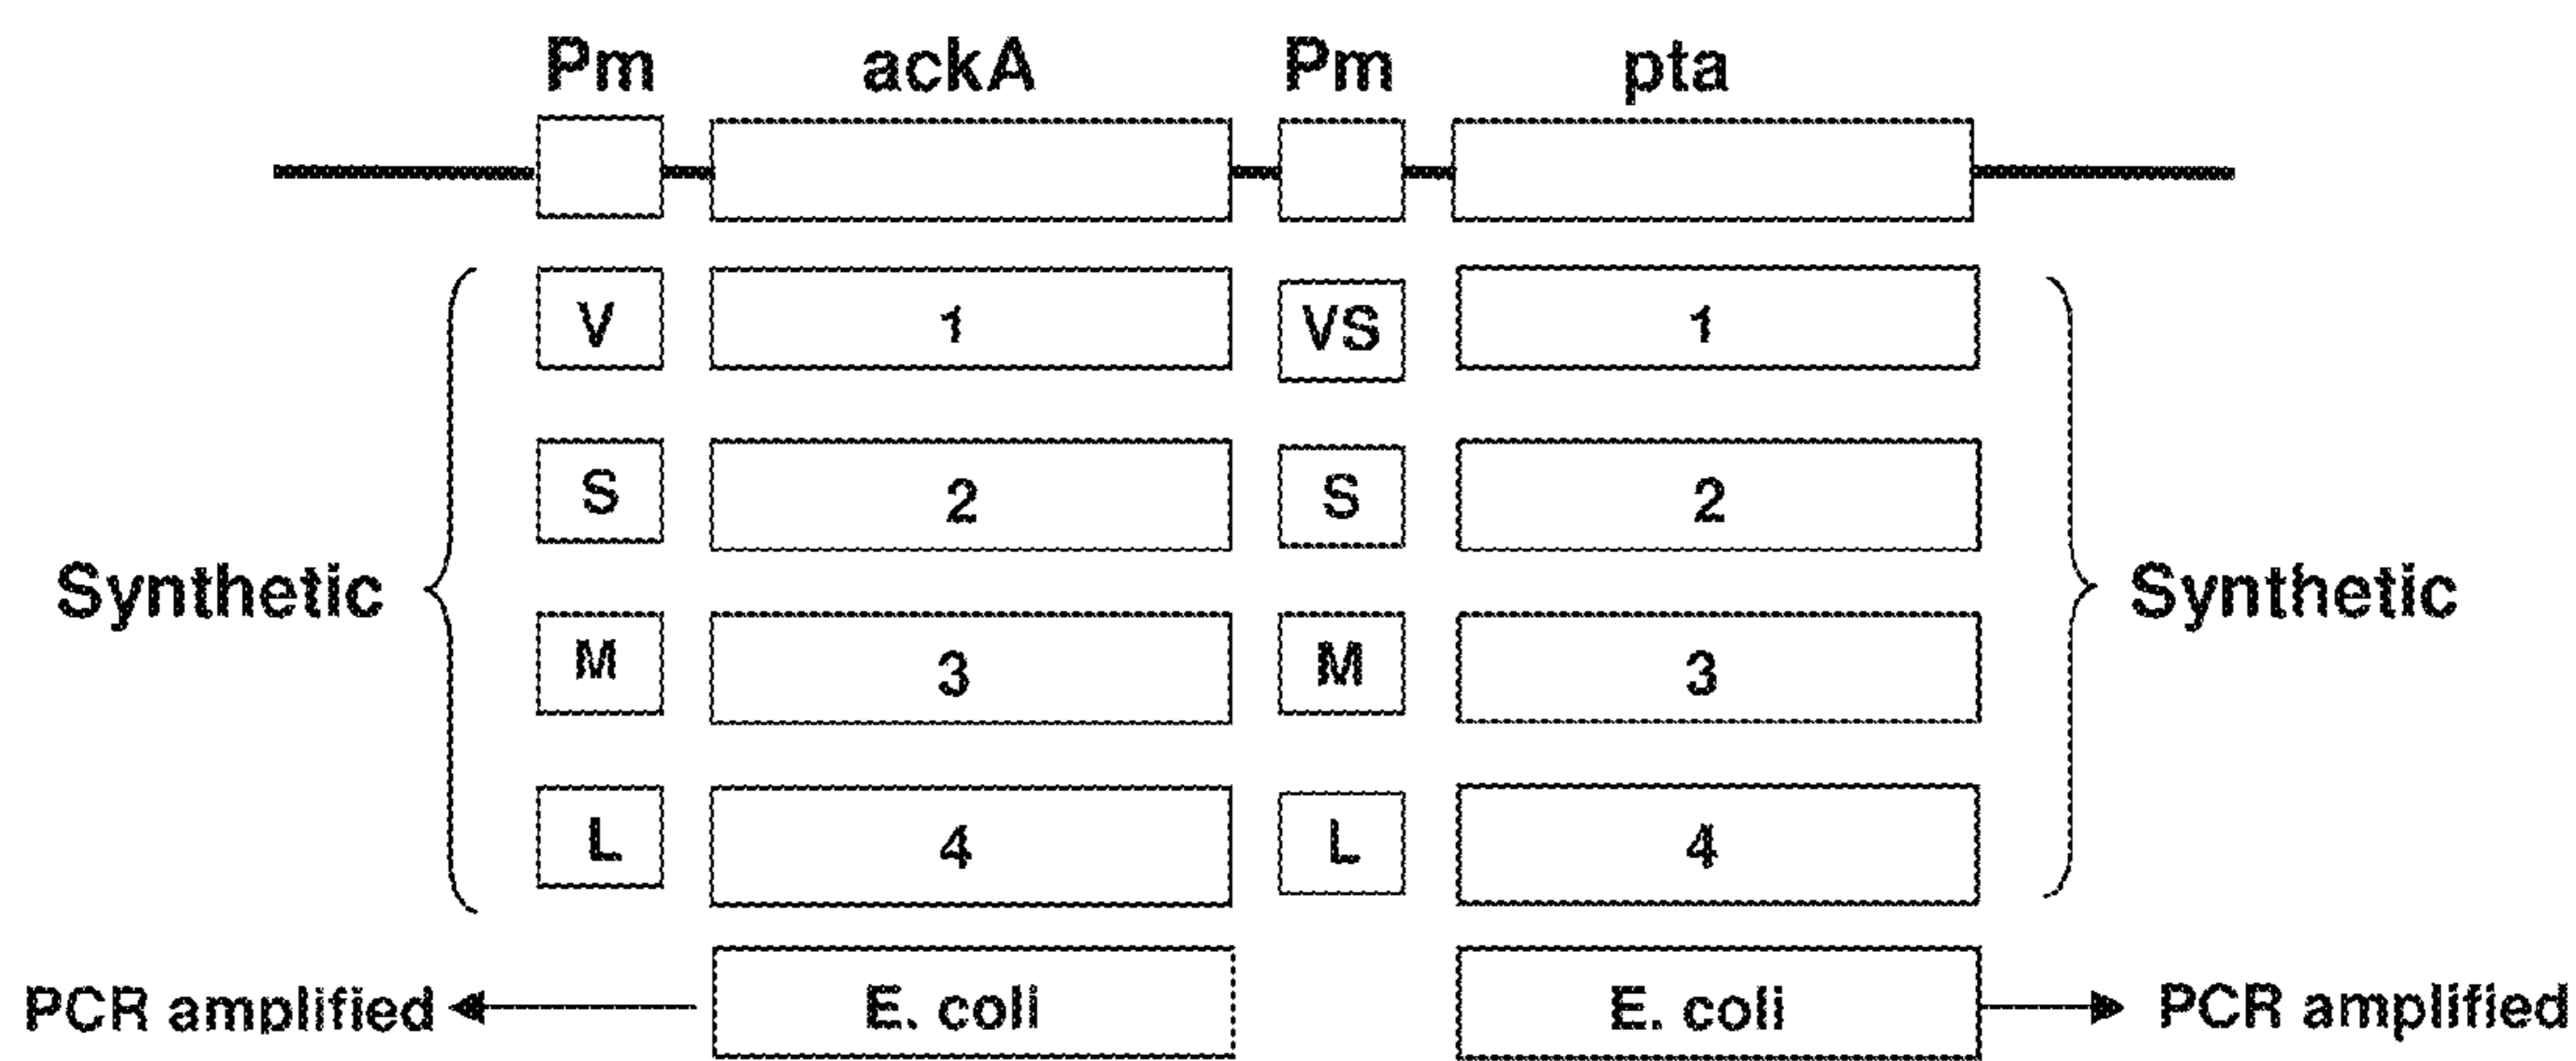 Pm ackA Pm pta
V 1 VS 1
S 2 S 2
Synthetic Synthetic
M 3 M 3
L 4 L 4
PCR amplified E. coli E. coli PCR amplified